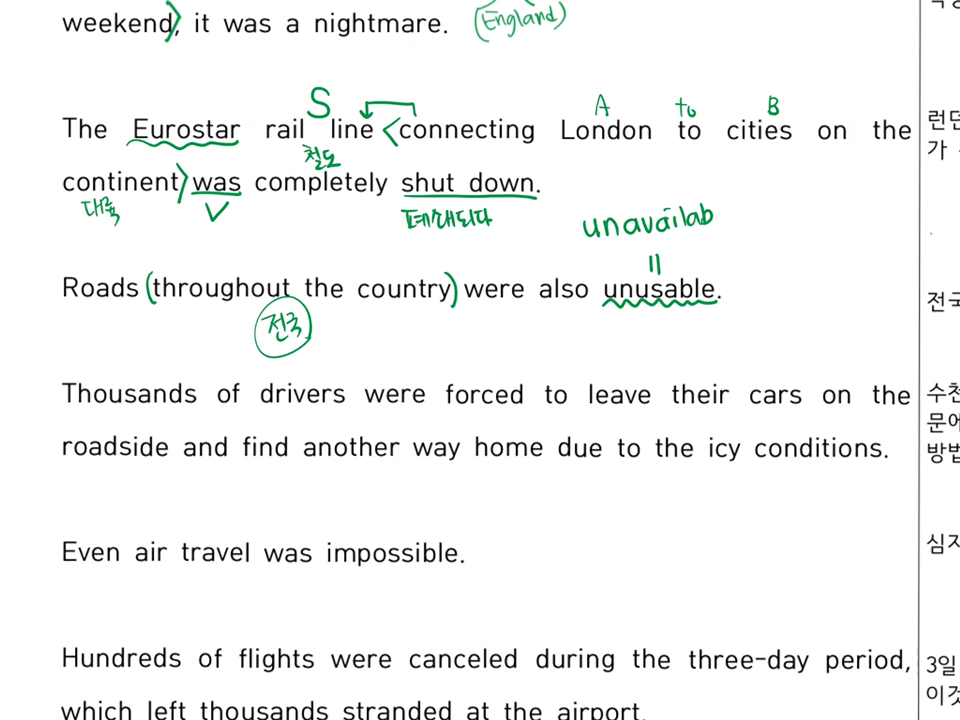 weekend, it was a nightmare. (England)
S A to B
The Eurostar rail line <connecting London to cities on the
철도
continent> was completely shut down.
대륙 V 폐쇄되다
unavailab
=
Roads (throughout the country) were also unusable.
전국
전국
Thousands of drivers were forced to leave their cars on the
수천
roadside and find another way home due to the icy conditions.
방법
Even air travel was impossible.
심지
Hundreds of flights were canceled during the three-day period,
3일
which left thousands stranded at the airport.
이것